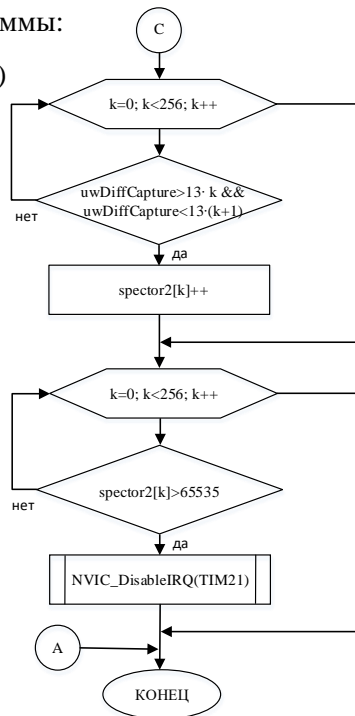 ммы:
)
C
k=0; k<256; k++
uwDiffCapture>13· k &&
uwDiffCapture<13·(k+1)
нет
да
spector2[k]++
k=0; k<256; k++
spector2[k]>65535
нет
да
NVIC_DisableIRQ(TIM21)
A
КОНЕЦ